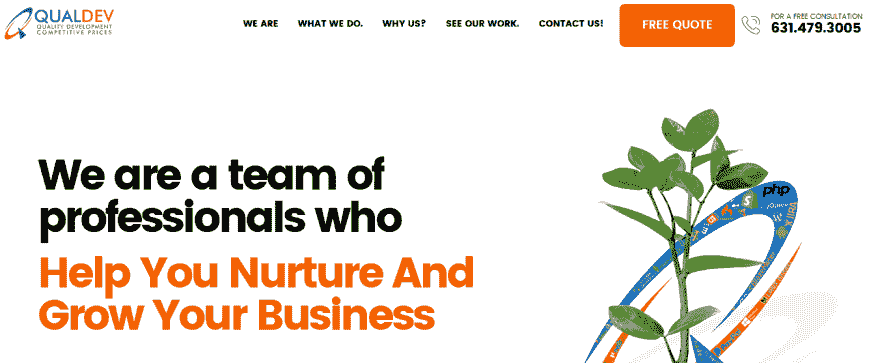 QUALDEV
QUALITY DEVELOPMENT
COMPETITIVE PRICES
WE ARE
WHAT WE DO.
WHY US?
SEE OUR WORK.
CONTACT US!
FREE QUOTE
FOR A FREE CONSULTATION
631.479.3005
We are a team of
professionals who
Help You Nurture And
Grow Your Business
php